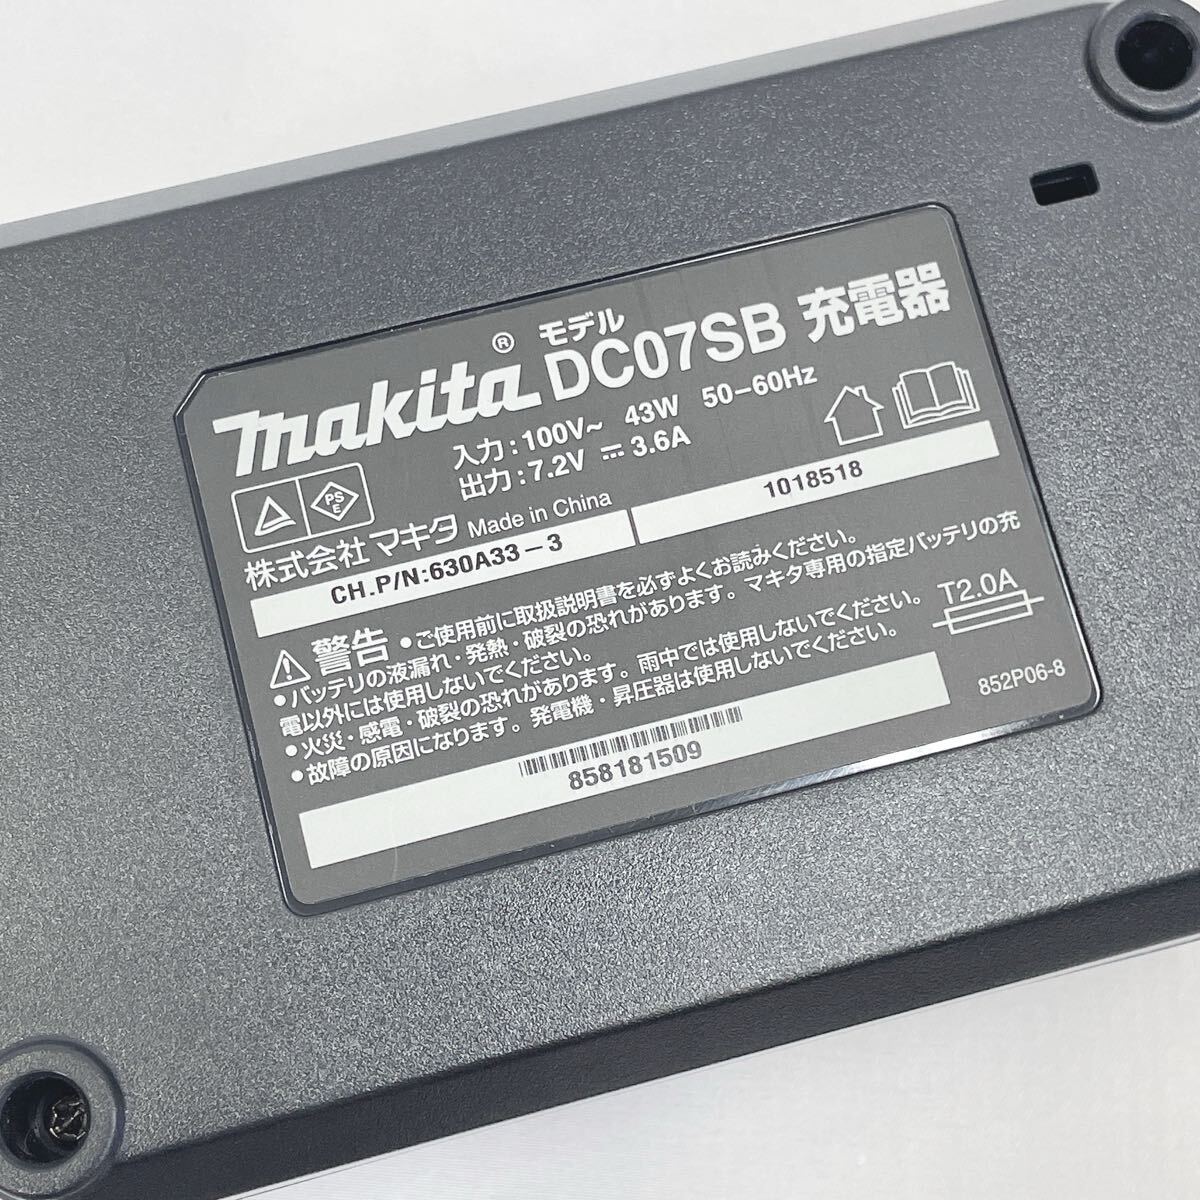 makita® モデル DC07SB 充電器
入力：100V~ 43W 50−60Hz
出力：7.2V ⎓ 3.6A
PS
E
株式会社 マキタ Made in China
CH.P/N:630A33−3
1018518
警告 ●ご使用前に取扱説明書を必ずよくお読みください。
●バッテリの液漏れ・発熱・破裂の恐れがあります。マキタ専用の指定バッテリの充
電以外には使用しないでください。
●火災・感電・破裂の恐れがあります。雨中では使用しないでください。
●故障の原因になります。発電機・昇圧器は使用しないでください。
T2.0A
852P06-8
858181509